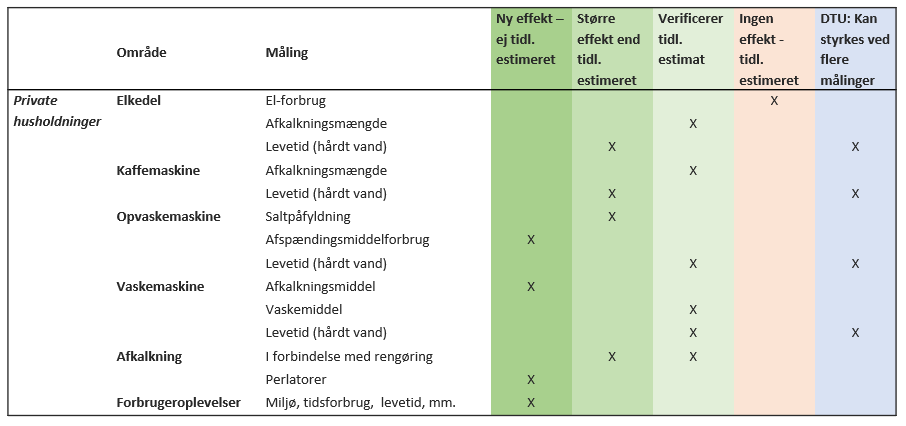 Område Måling Ny effekt – ej tidl. estimeret Større effekt end tidl. estimeret Verificerer tidl. estimat Ingen effekt - tidl. estimeret DTU: Kan styrkes ved flere målinger
Private husholdninger Elkedel El-forbrug X
Afkalkningsmængde X
Levetid (hårdt vand) X X
Kaffemaskine Afkalkningsmængde X
Levetid (hårdt vand) X X
Opvaskemaskine Saltpåfyldning X
Afspændingsmiddelforbrug X
Levetid (hårdt vand) X X
Vaskemaskine Afkalkningsmiddel X
Vaskemiddel X
Levetid (hårdt vand) X X
Afkalkning I forbindelse med rengøring X X
Perlatorer X
Forbrugeroplevelser Miljø, tidsforbrug, levetid, mm. X